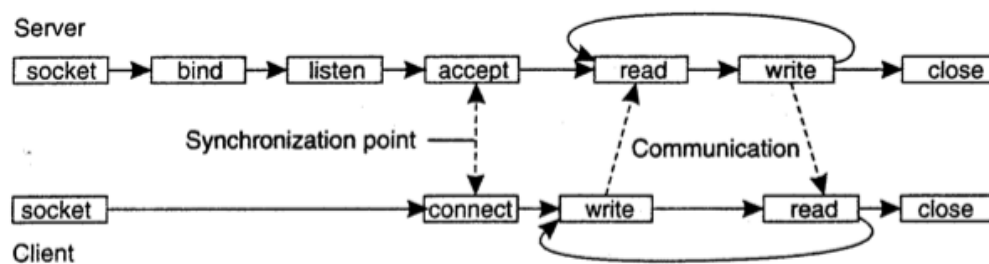 Server
socket bind listen accept read write close
Synchronization point Communication
socket connect write read close
Client